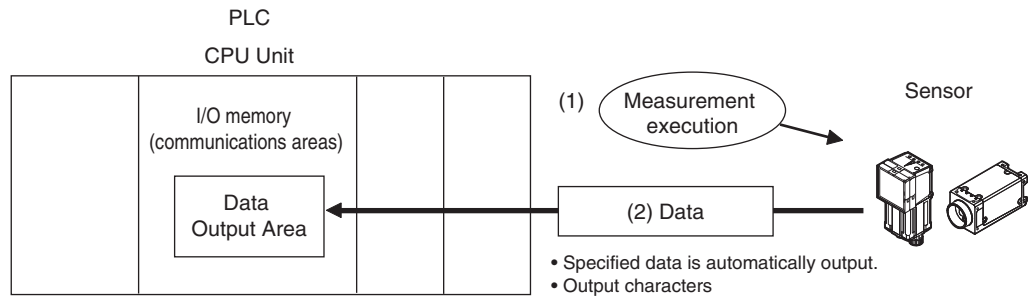 PLC
CPU Unit
I/O memory
(communications areas)
Data
Output Area
(1)
Measurement
execution
Sensor
(2) Data
• Specified data is automatically output.
• Output characters